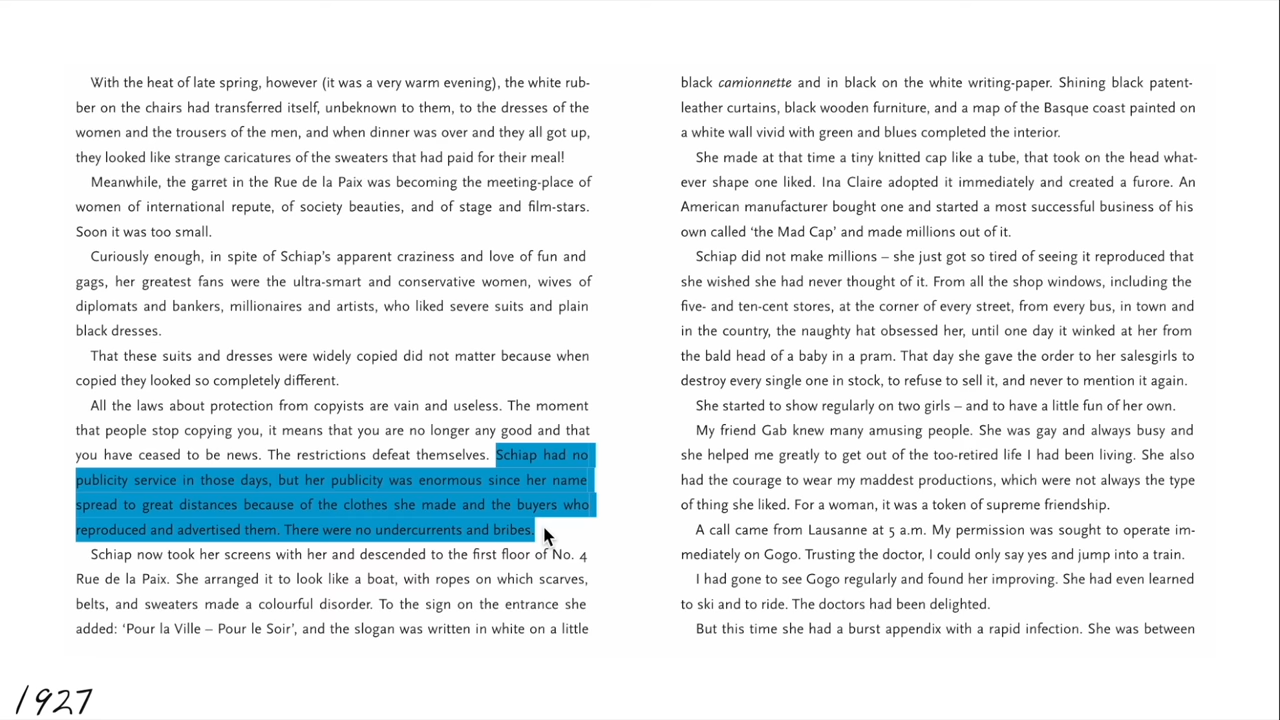 With the heat of late spring, however (it was a very warm evening), the white rub-
ber on the chairs had transferred itself, unbeknown to them, to the dresses of the
women and the trousers of the men, and when dinner was over and they all got up,
they looked like strange caricatures of the sweaters that had paid for their meal!
Meanwhile, the garret in the Rue de la Paix was becoming the meeting-place of
women of international repute, of society beauties, and of stage and film-stars.
Soon it was too small.
Curiously enough, in spite of Schiap’s apparent craziness and love of fun and
gags, her greatest fans were the ultra-smart and conservative women, wives of
diplomats and bankers, millionaires and artists, who liked severe suits and plain
black dresses.
That these suits and dresses were widely copied did not matter because when
copied they looked so completely different.
All the laws about protection from copyists are vain and useless. The moment
that people stop copying you, it means that you are no longer any good and that
you have ceased to be news. The restrictions defeat themselves. Schiap had no
publicity service in those days, but her publicity was enormous since her name
spread to great distances because of the clothes she made and the buyers who
reproduced and advertised them. There were no undercurrents and bribes.
Schiap now took her screens with her and descended to the first floor of No. 4
Rue de la Paix. She arranged it to look like a boat, with ropes on which scarves,
belts, and sweaters made a colourful disorder. To the sign on the entrance she
added: ‘Pour la Ville – Pour le Soir’, and the slogan was written in white on a little
black camionnette and in black on the white writing-paper. Shining black patent-
leather curtains, black wooden furniture, and a map of the Basque coast painted on
a white wall vivid with green and blues completed the interior.
She made at that time a tiny knitted cap like a tube, that took on the head what-
ever shape one liked. Ina Claire adopted it immediately and created a furore. An
American manufacturer bought one and started a most successful business of his
own called ‘the Mad Cap’ and made millions out of it.
Schiap did not make millions – she just got so tired of seeing it reproduced that
she wished she had never thought of it. From all the shop windows, including the
five- and ten-cent stores, at the corner of every street, from every bus, in town and
in the country, the naughty hat obsessed her, until one day it winked at her from
the bald head of a baby in a pram. That day she gave the order to her salesgirls to
destroy every single one in stock, to refuse to sell it, and never to mention it again.
She started to show regularly on two girls – and to have a little fun of her own.
My friend Gab knew many amusing people. She was gay and always busy and
she helped me greatly to get out of the too-retired life I had been living. She also
had the courage to wear my maddest productions, which were not always the type
of thing she liked. For a woman, it was a token of supreme friendship.
A call came from Lausanne at 5 a.m. My permission was sought to operate im-
mediately on Gogo. Trusting the doctor, I could only say yes and jump into a train.
I had gone to see Gogo regularly and found her improving. She had even learned
to ski and to ride. The doctors had been delighted.
But this time she had a burst appendix with a rapid infection. She was between
1927